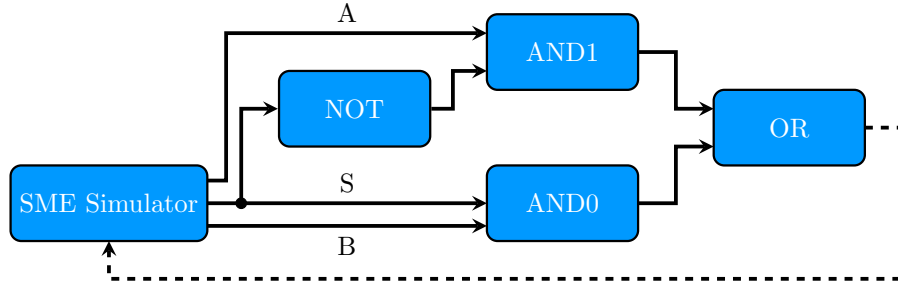 A
AND1
NOT
OR
S
SME Simulator
AND0
B